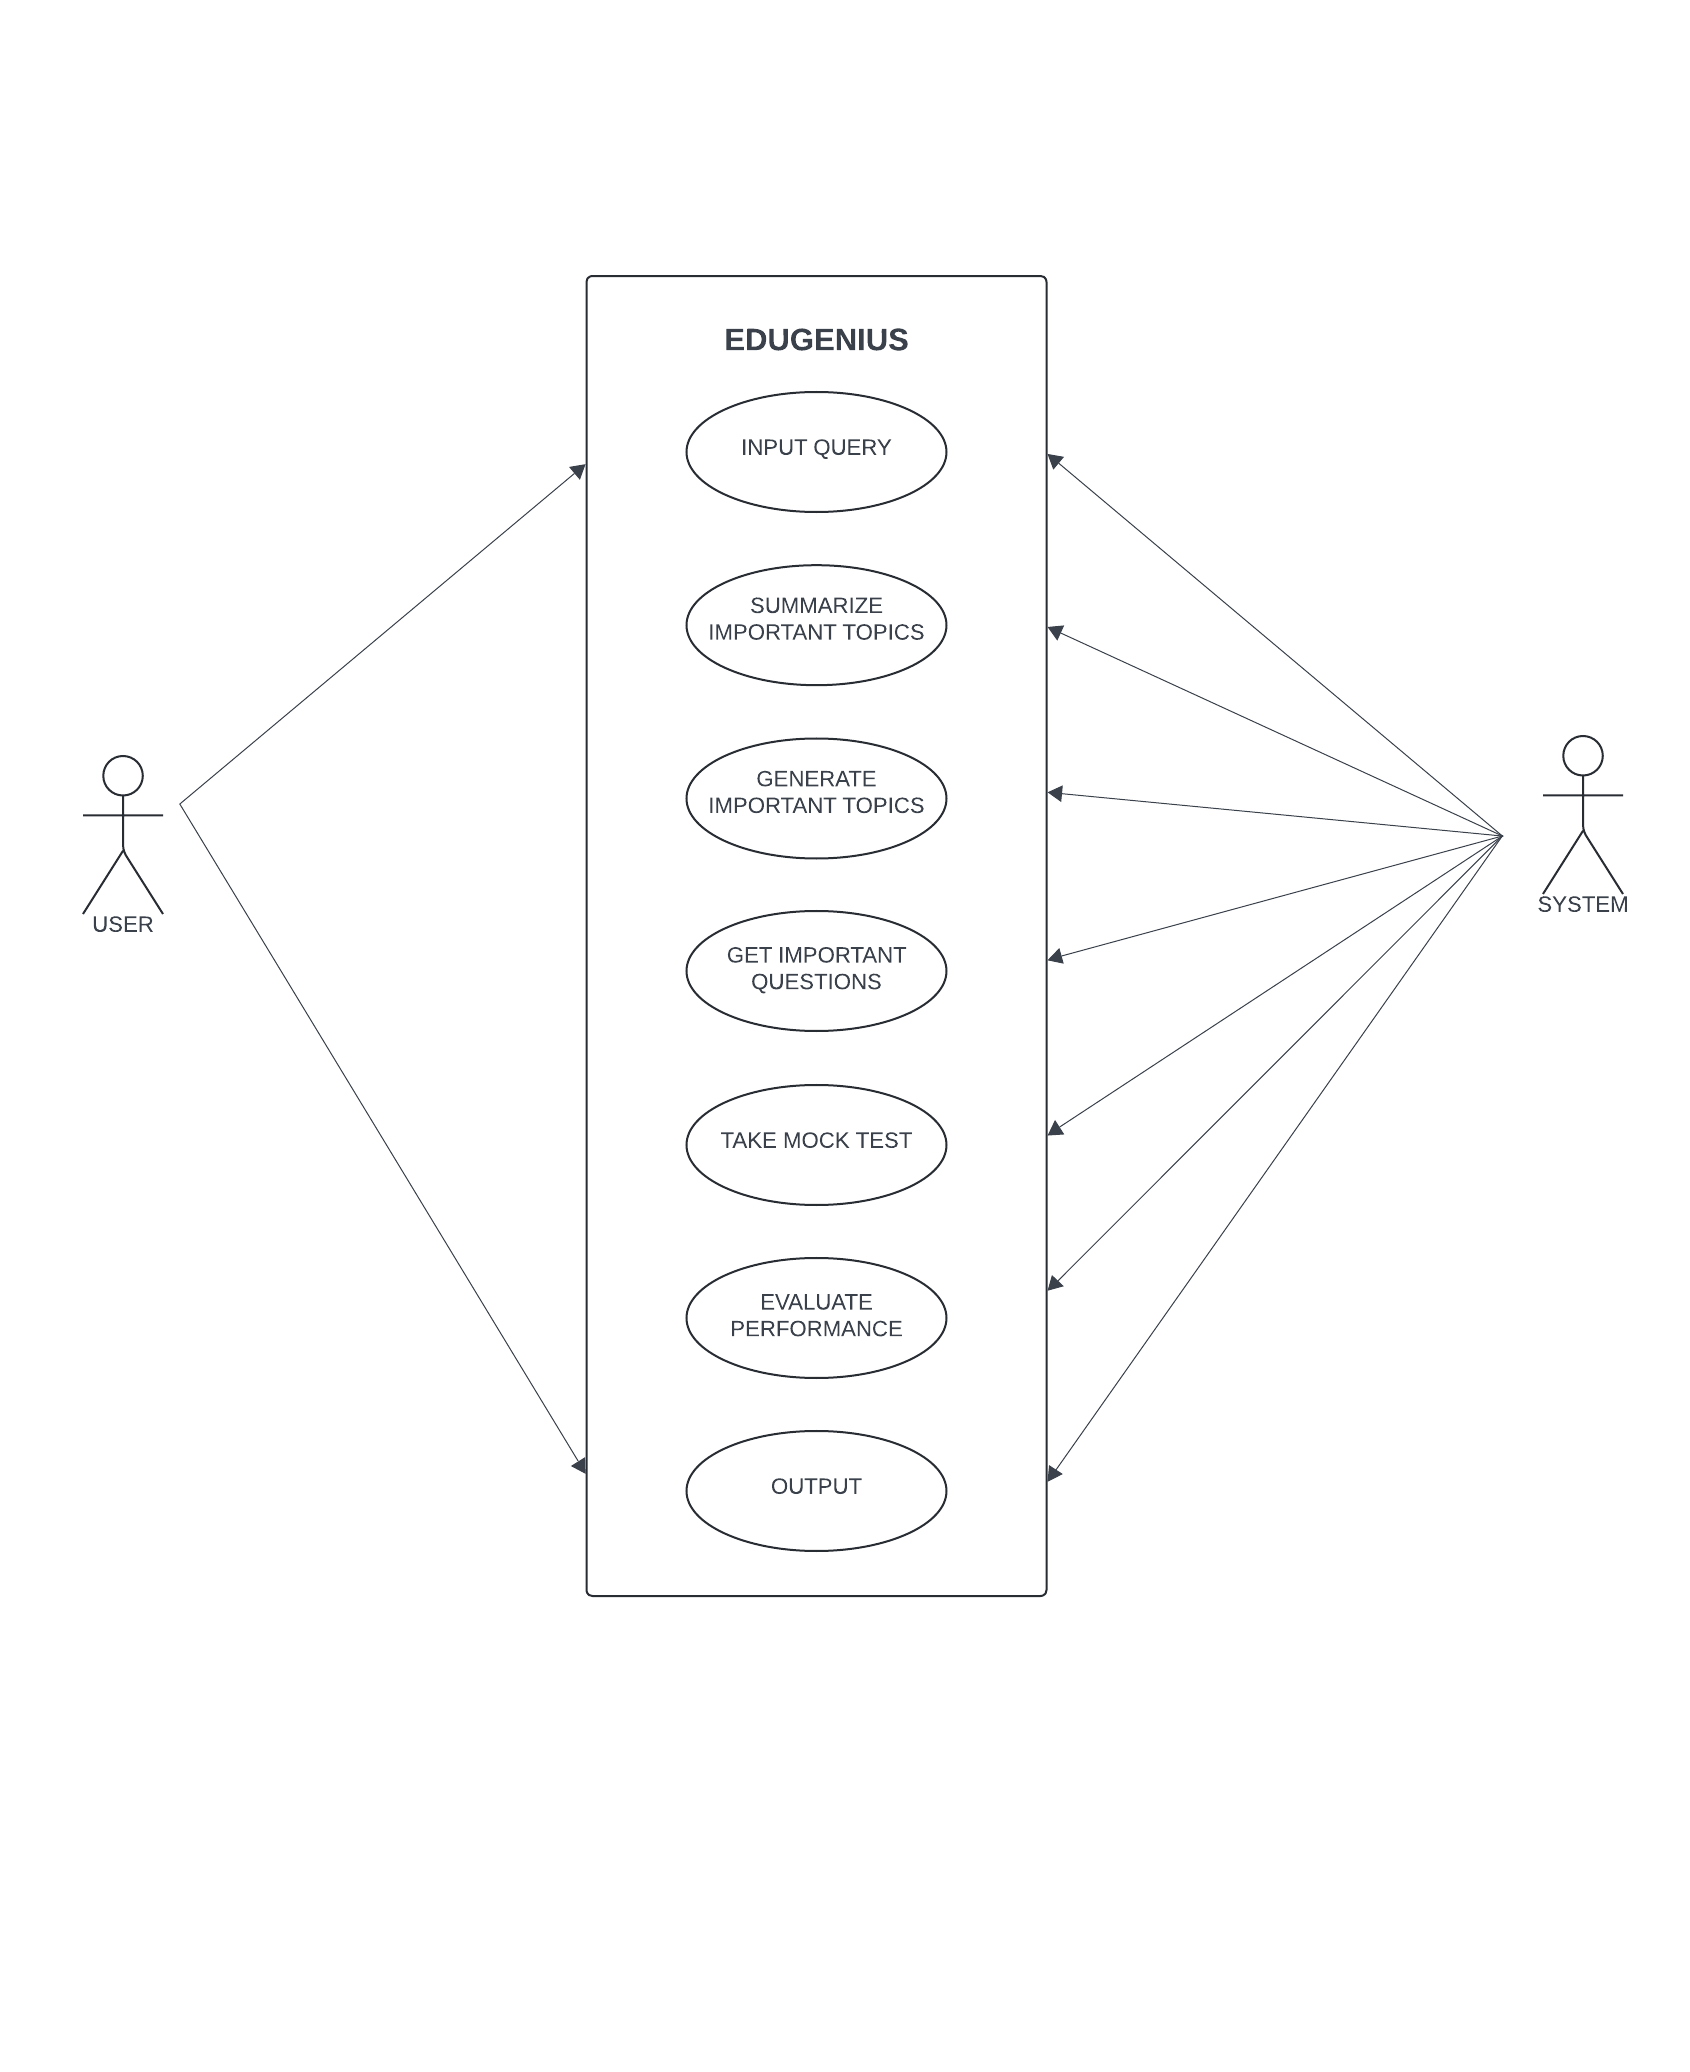 EDUGENIUS
INPUT QUERY
SUMMARIZE
IMPORTANT TOPICS
GENERATE
IMPORTANT TOPICS
USER
SYSTEM
GET IMPORTANT
QUESTIONS
TAKE MOCK TEST
EVALUATE
PERFORMANCE
OUTPUT